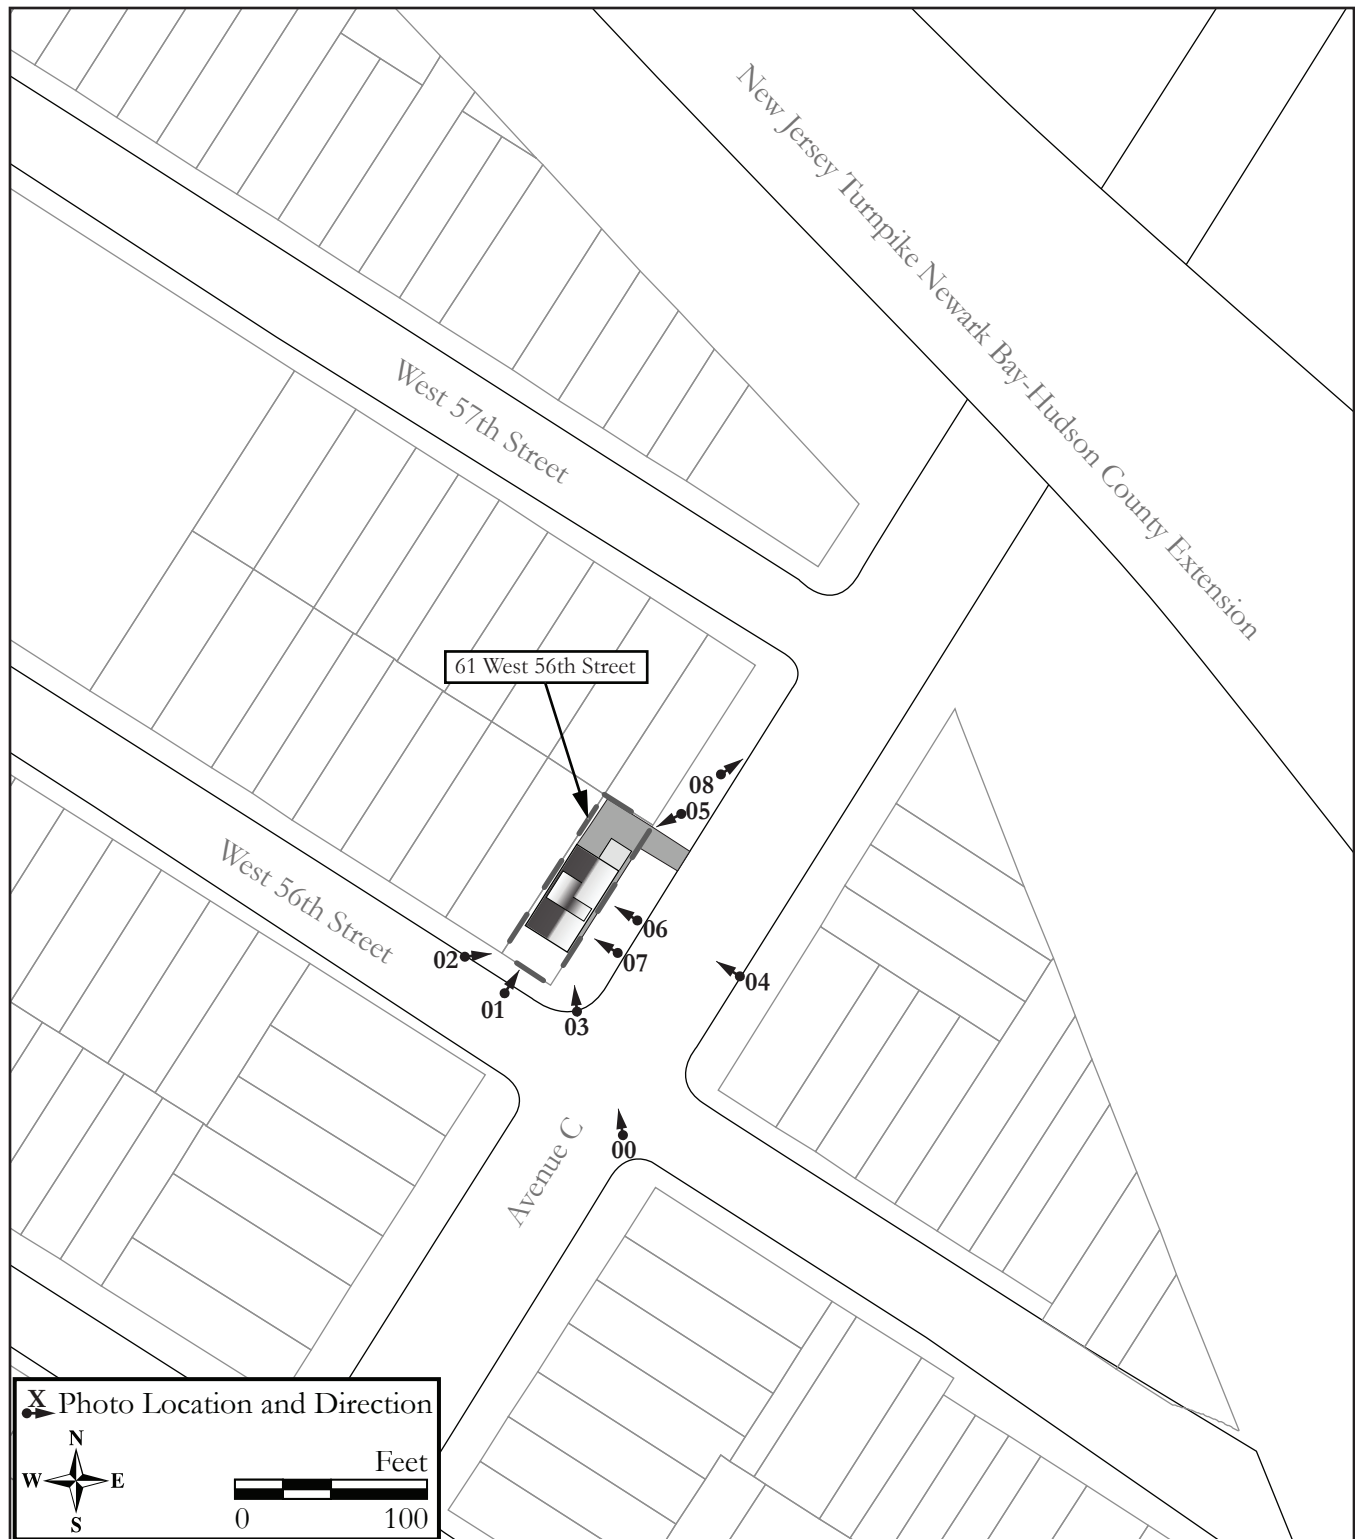 New Jersey Turnpike Newark Bay-Hudson County Extension
West 57th Street
61 West 56th Street
08
05
West 56th Street
06
02
07
04
01
03
Avenue C
00
X Photo Location and Direction
N
W E
S
Feet
0 100